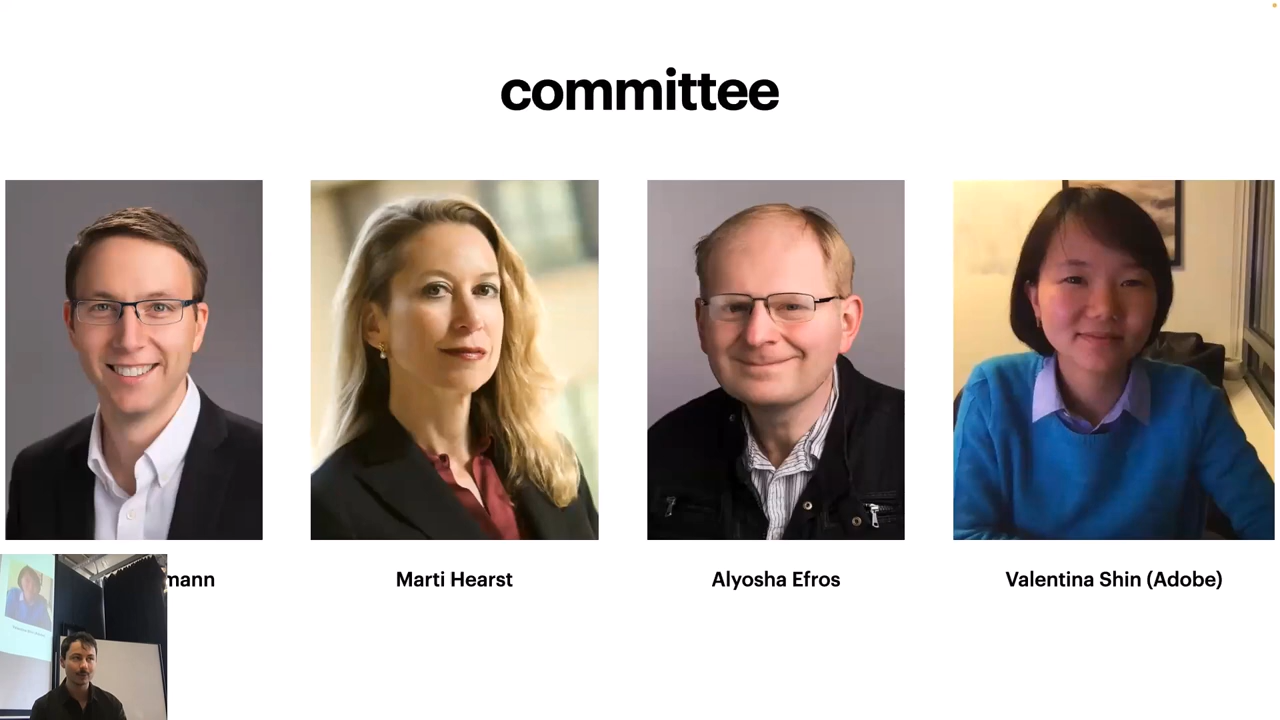 committee
mann
Marti Hearst
Alyosha Efros
Valentina Shin (Adobe)